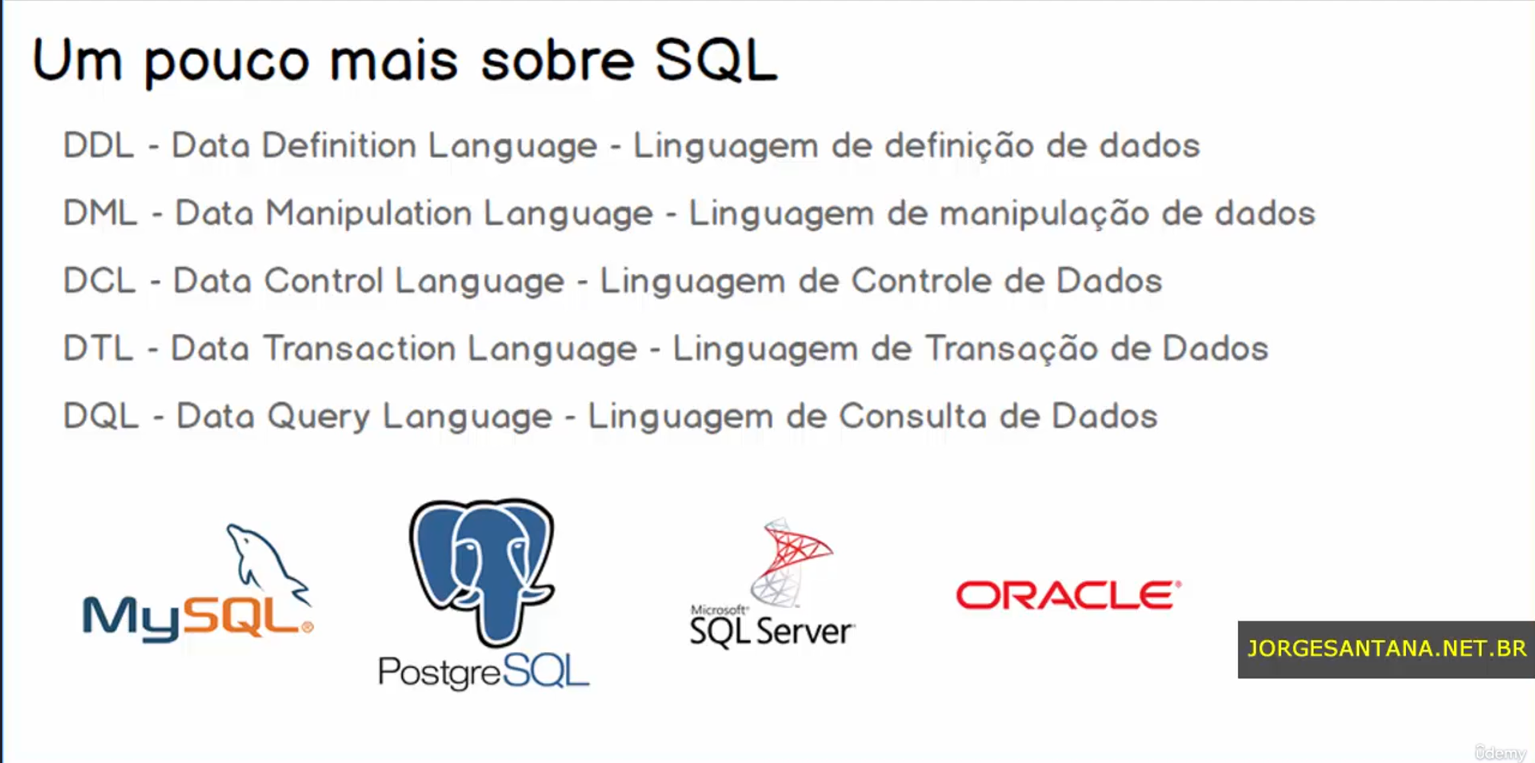 Um pouco mais sobre SQL
DDL - Data Definition Language - Linguagem de definição de dados
DML - Data Manipulation Language - Linguagem de manipulação de dados
DCL - Data Control Language - Linguagem de Controle de Dados
DTL - Data Transaction Language - Linguagem de Transação de Dados
DQL - Data Query Language - Linguagem de Consulta de Dados
MySQL®
PostgreSQL
Microsoft®
SQL Server
ORACLE®
JORGESANTANA.NET.BR
ûdemy